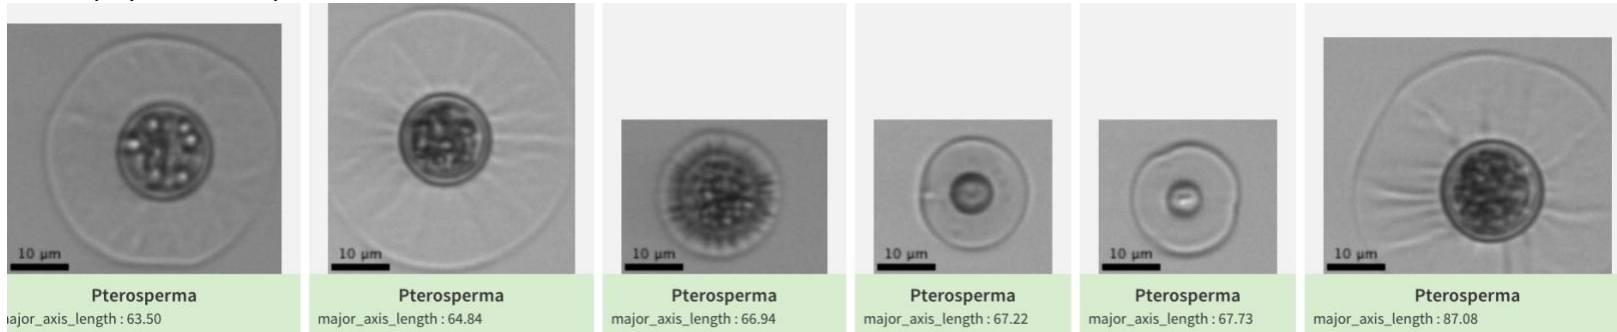 10 µm
10 µm
10 µm
10 µm
10 µm
10 µm
Pterosperma
Pterosperma
Pterosperma
Pterosperma
Pterosperma
Pterosperma
ajor_axis_length : 63.50
major_axis_length : 64.84
major_axis_length : 66.94
major_axis_length : 67.22
major_axis_length : 67.73
major_axis_length : 87.08